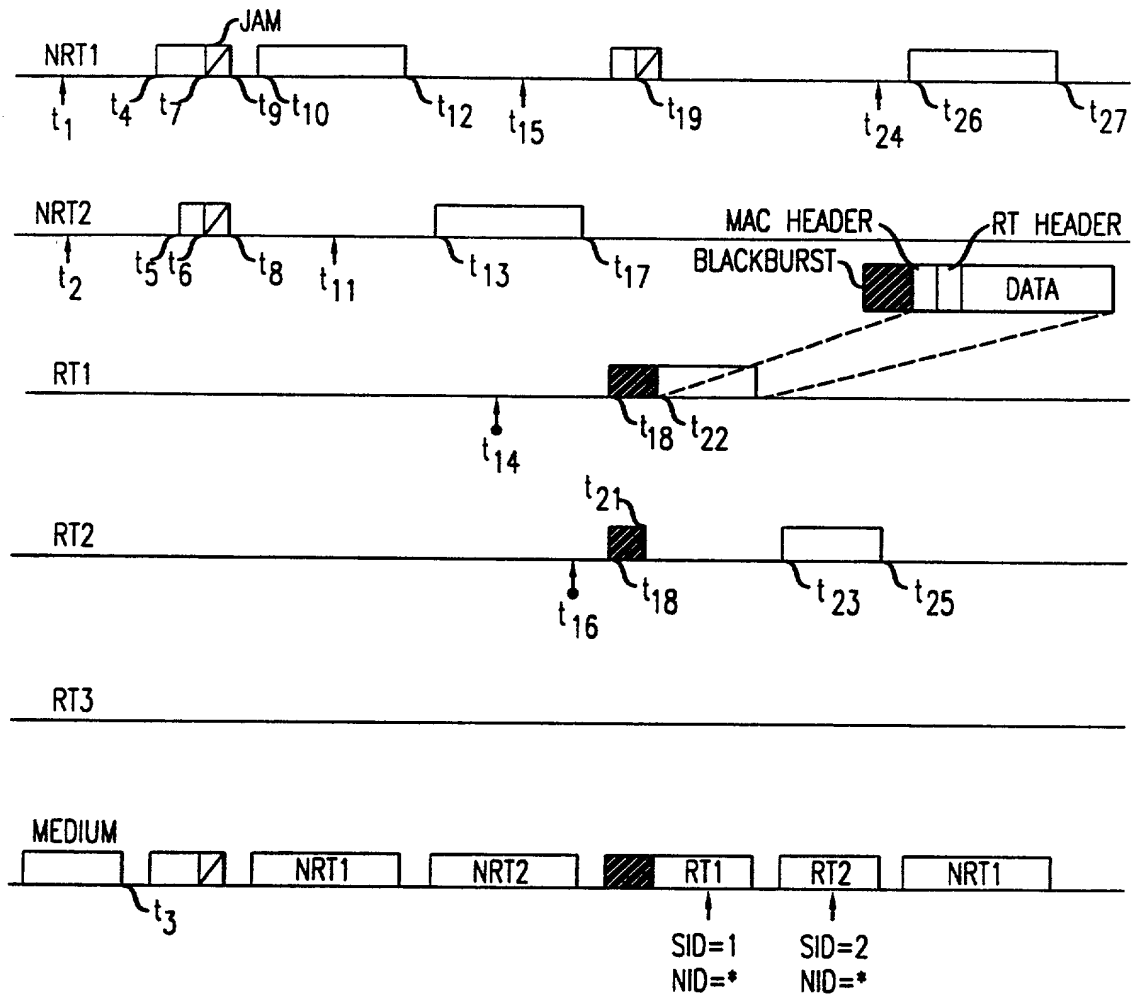 JAM
NRT1
t4 t7 t9 t10 t12 t19 t26 t27
t1 t15 t24
NRT2
MAC HEADER RT HEADER
t5 t6 t8 t13 t17
t2 t11
BLACKBURST
DATA
RT1
t18 t22
t14
t21
RT2
t18 t23 t25
t16
RT3
MEDIUM
NRT1 NRT2 RT1 RT2 NRT1
t3
SID=1 SID=2
NID=* NID=*